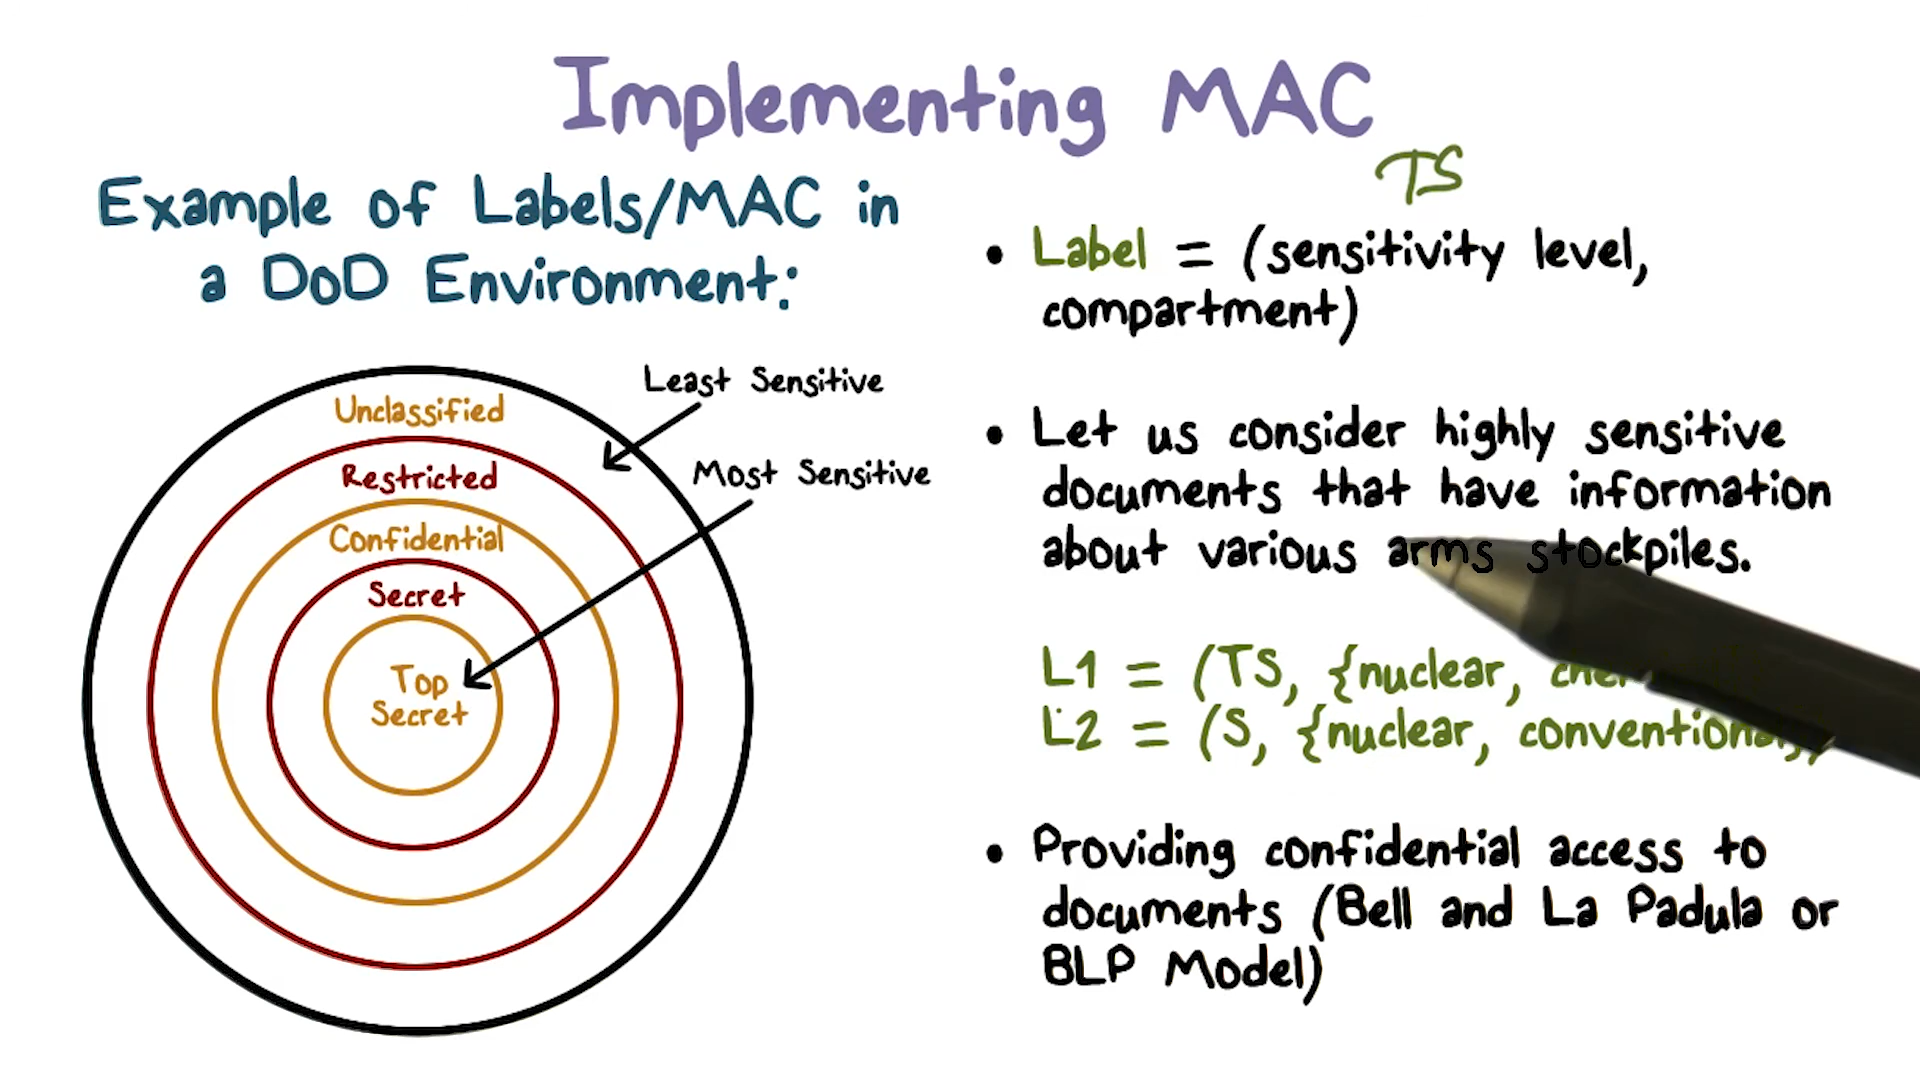 Implementing MAC
Example of Labels/MAC in
a DoD Environment:
Unclassified
Restricted
Confidential
Secret
Top
Secret
Least Sensitive
Most Sensitive
TS
• Label = (sensitivity level,
compartment)
• Let us consider highly sensitive
documents that have information
about various arms stockpiles.
L1 = (TS, {nuclear,
L2 = (S, {nuclear, conventional})
• Providing confidential access to
documents (Bell and La Padula or
BLP Model)